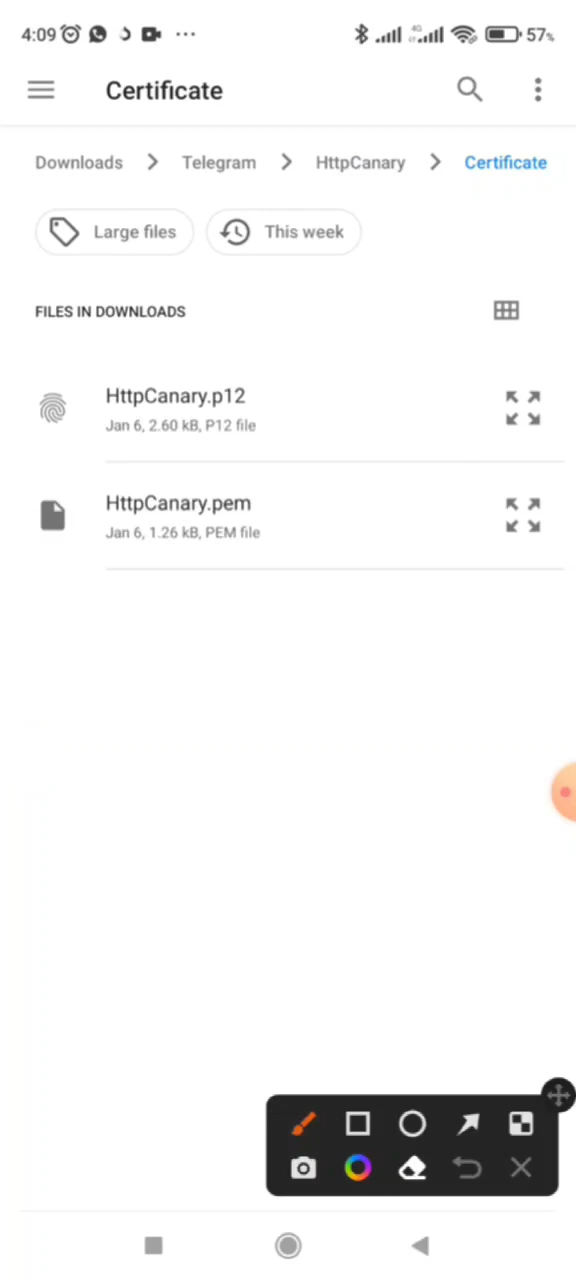 4:09 ... 4G 57%
Certificate
Downloads > Telegram > HttpCanary > Certificate
Large files This week
FILES IN DOWNLOADS
HttpCanary.p12
Jan 6, 2.60 kB, P12 file
HttpCanary.pem
Jan 6, 1.26 kB, PEM file